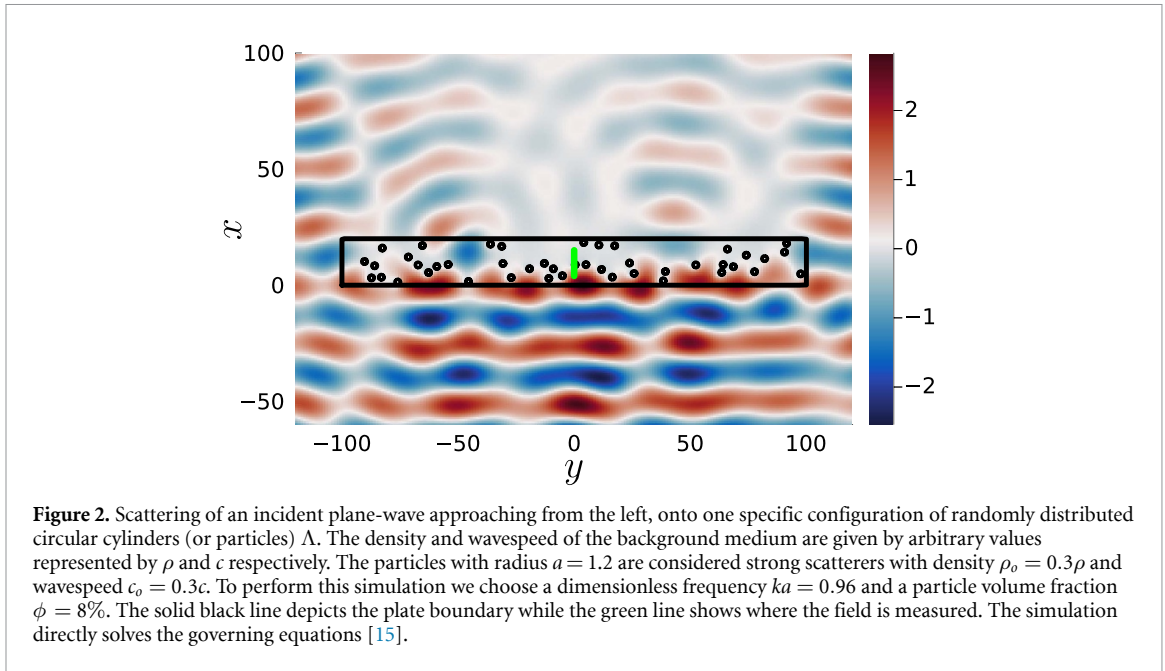 100
50
0
−50
x
−100
−50
0
50
100
y
2
1
0
−1
−2
Figure 2. Scattering of an incident plane-wave approaching from the left, onto one specific configuration of randomly distributed
circular cylinders (or particles) Λ. The density and wavespeed of the background medium are given by arbitrary values
represented by ρ and c respectively. The particles with radius a = 1.2 are considered strong scatterers with density ρₒ = 0.3ρ and
wavespeed cₒ = 0.3c. To perform this simulation we choose a dimensionless frequency ka = 0.96 and a particle volume fraction
ϕ = 8%. The solid black line depicts the plate boundary while the green line shows where the field is measured. The simulation
directly solves the governing equations [15].